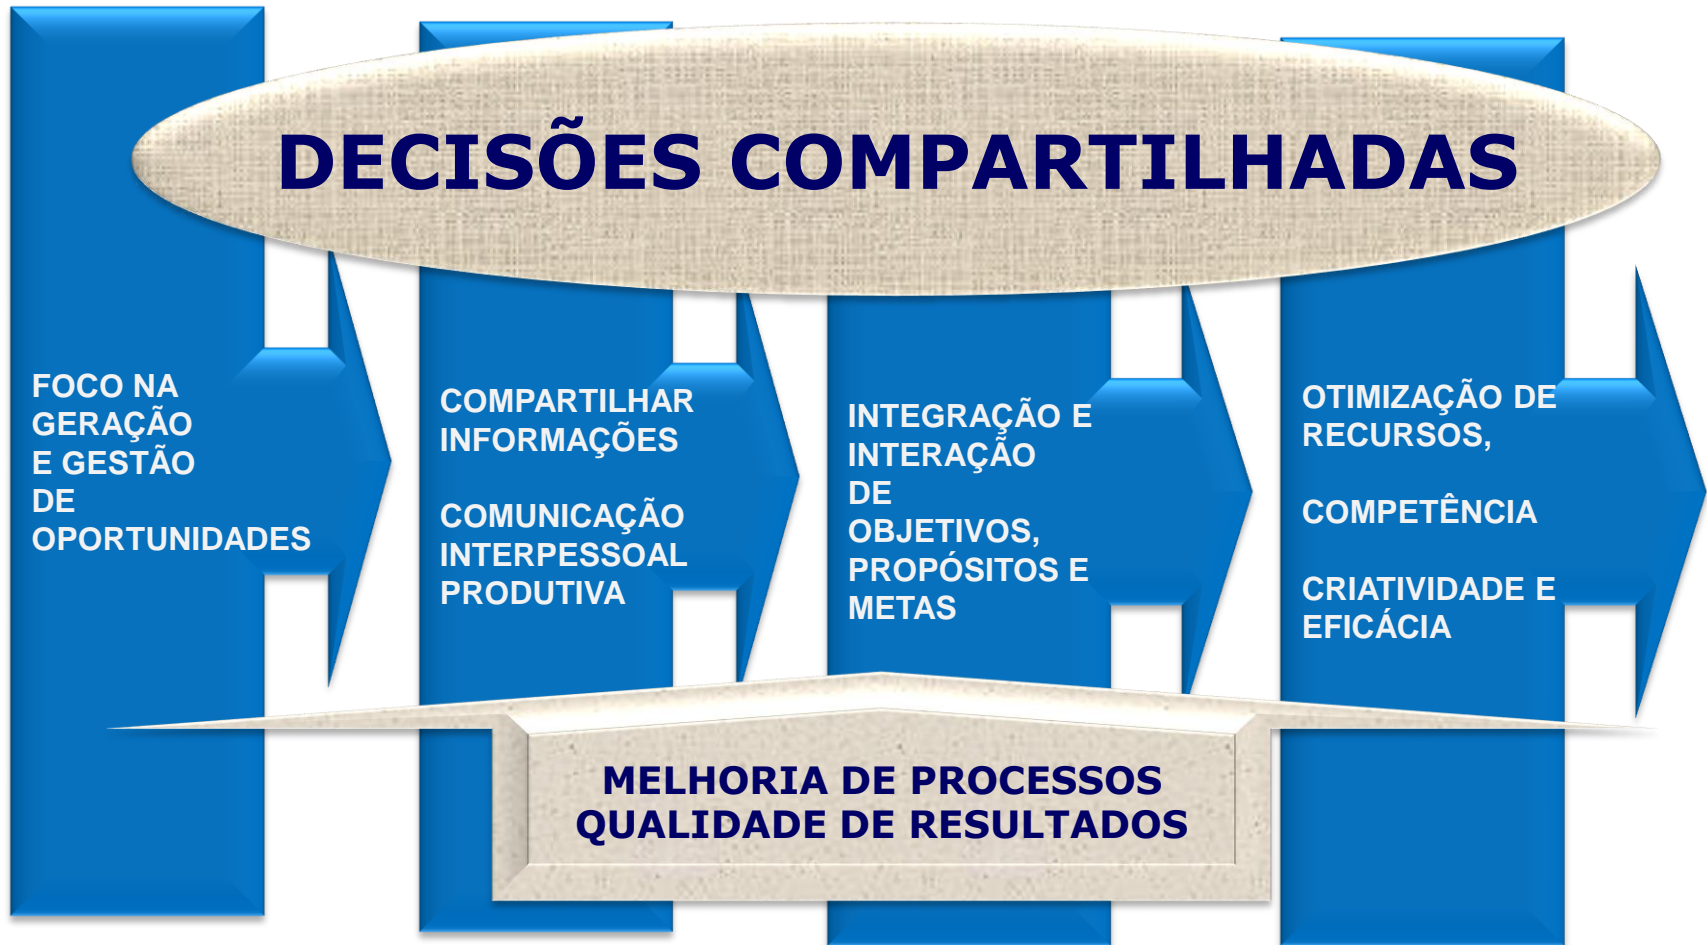 DECISÕES COMPARTILHADAS
FOCO NA
GERAÇÃO
E GESTÃO
DE
OPORTUNIDADES
COMPARTILHAR
INFORMAÇÕES
COMUNICAÇÃO
INTERPESSOAL
PRODUTIVA
INTEGRAÇÃO E
INTERAÇÃO
DE
OBJETIVOS,
PROPÓSITOS E
METAS
OTIMIZAÇÃO DE
RECURSOS,
COMPETÊNCIA
CRIATIVIDADE E
EFICÁCIA
MELHORIA DE PROCESSOS
QUALIDADE DE RESULTADOS